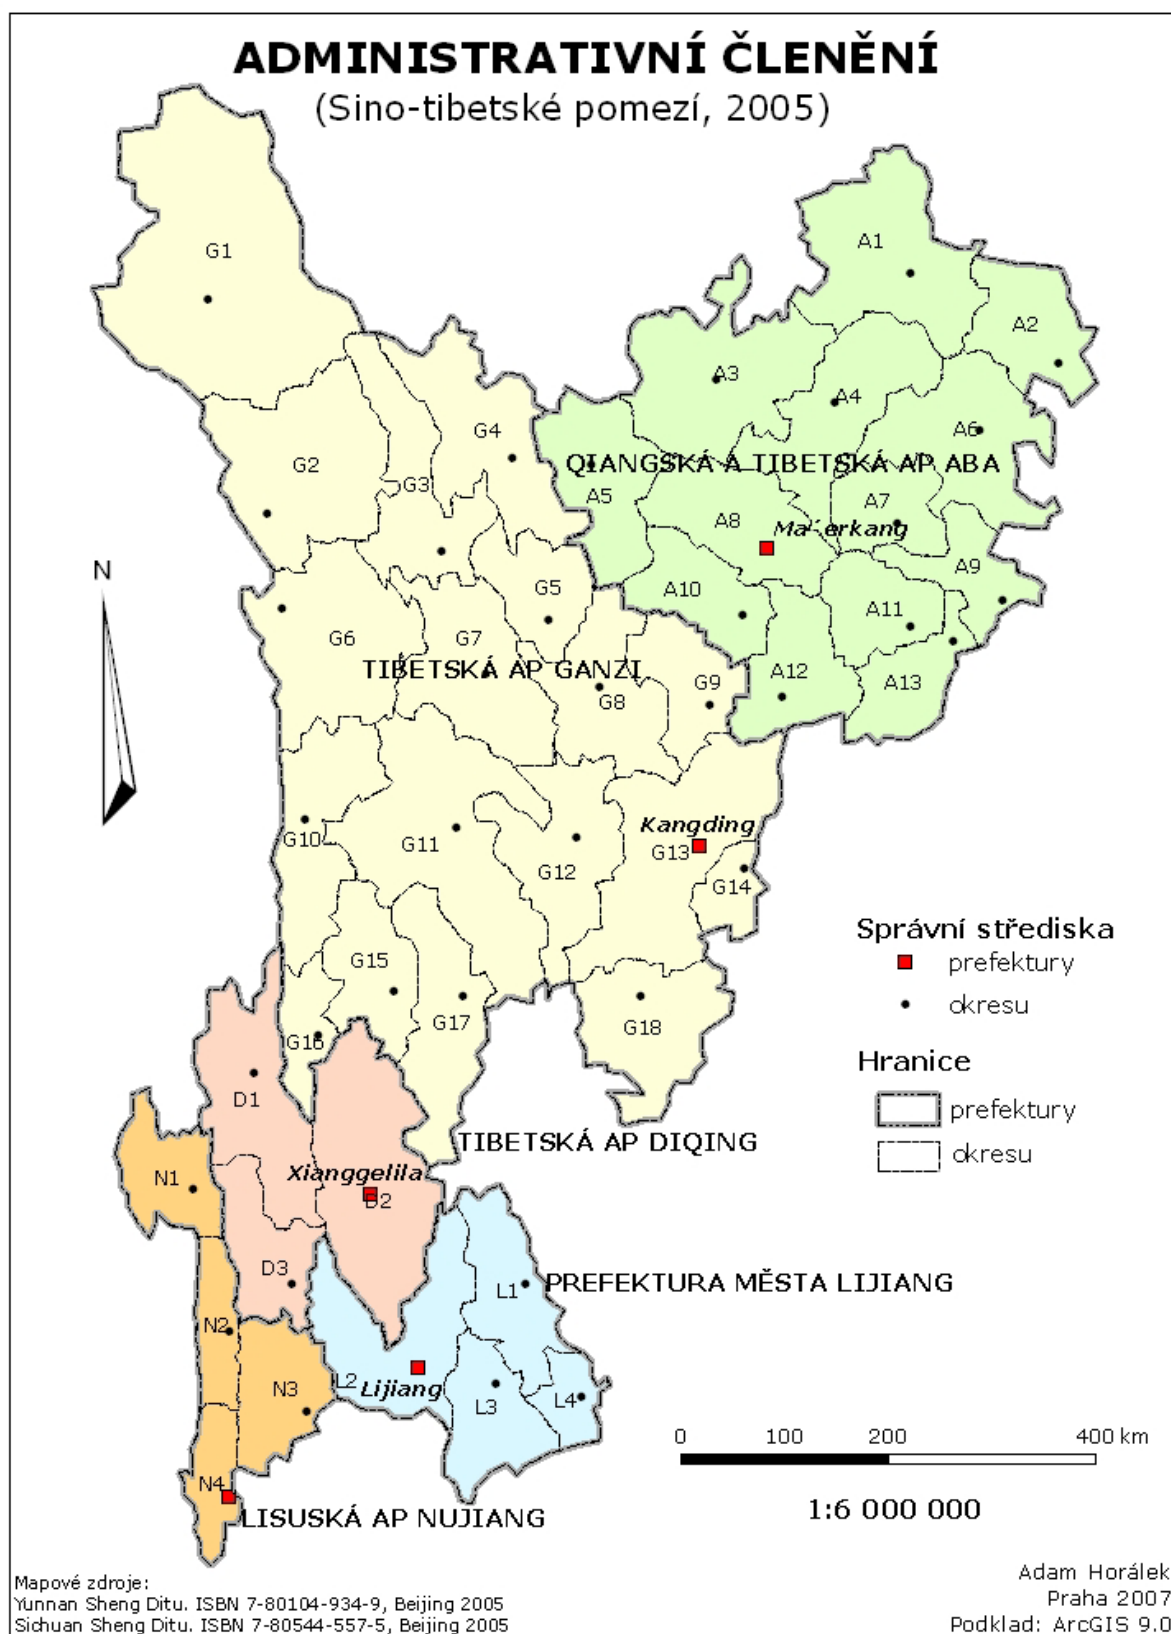 ADMINISTRATIVNÍ ČLENĚNÍ
(Sino-tibetské pomezí, 2005)
G1
A1
A2
A3
A4
G4
A6
G2
QIANGSKÁ A TIBETSKÁ AP ABA
G3
A5
A7
A8
Ma´erkang
N
A9
A10
G5
A11
G6
G7
TIBETSKÁ AP GANZI
A12
G9
A13
G8
Kangding
G10
G11
G13
G12
G14
Správní střediska
G15
prefektury
okresu
G17
G18
G16
Hranice
D1
prefektury
TIBETSKÁ AP DIQING
okresu
Xianggelila
N1
D2
D3
L1
PREFEKTURA MĚSTA LIJIANG
N2
L2
Lijiang
N3
L3
L4
0 100 200 400 km
N4
1:6 000 000
LISUSKÁ AP NUJIANG
Mapové zdroje:
Yunnan Sheng Ditu. ISBN 7-80104-934-9, Beijing 2005
Sichuan Sheng Ditu. ISBN 7-80544-557-5, Beijing 2005
Adam Horálek
Praha 2007
Podklad: ArcGIS 9.0